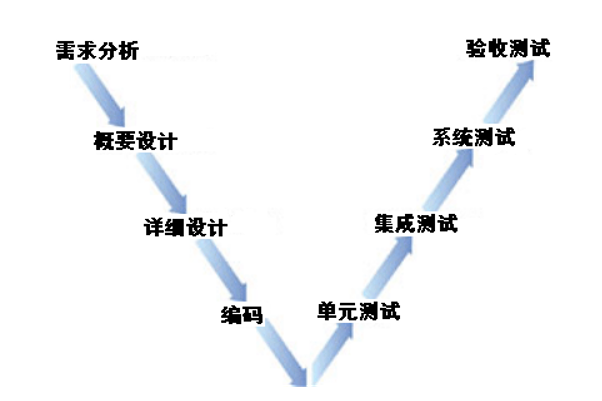 需求分析
验收测试
概要设计
系统测试
详细设计
集成测试
编码
单元测试